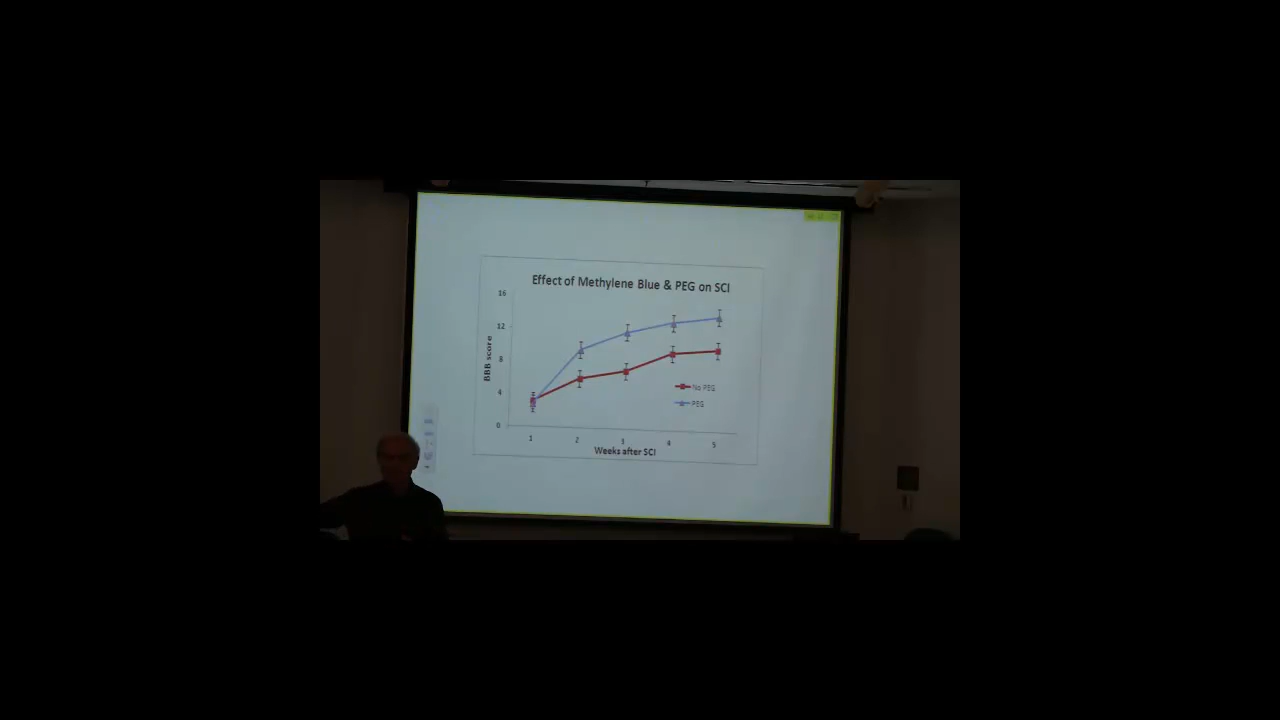 Effect of Methylene Blue & PEG on SCI
16
12
8
4
0
BBB score
No PEG
PEG
1 2 3 4 5
Weeks after SCI